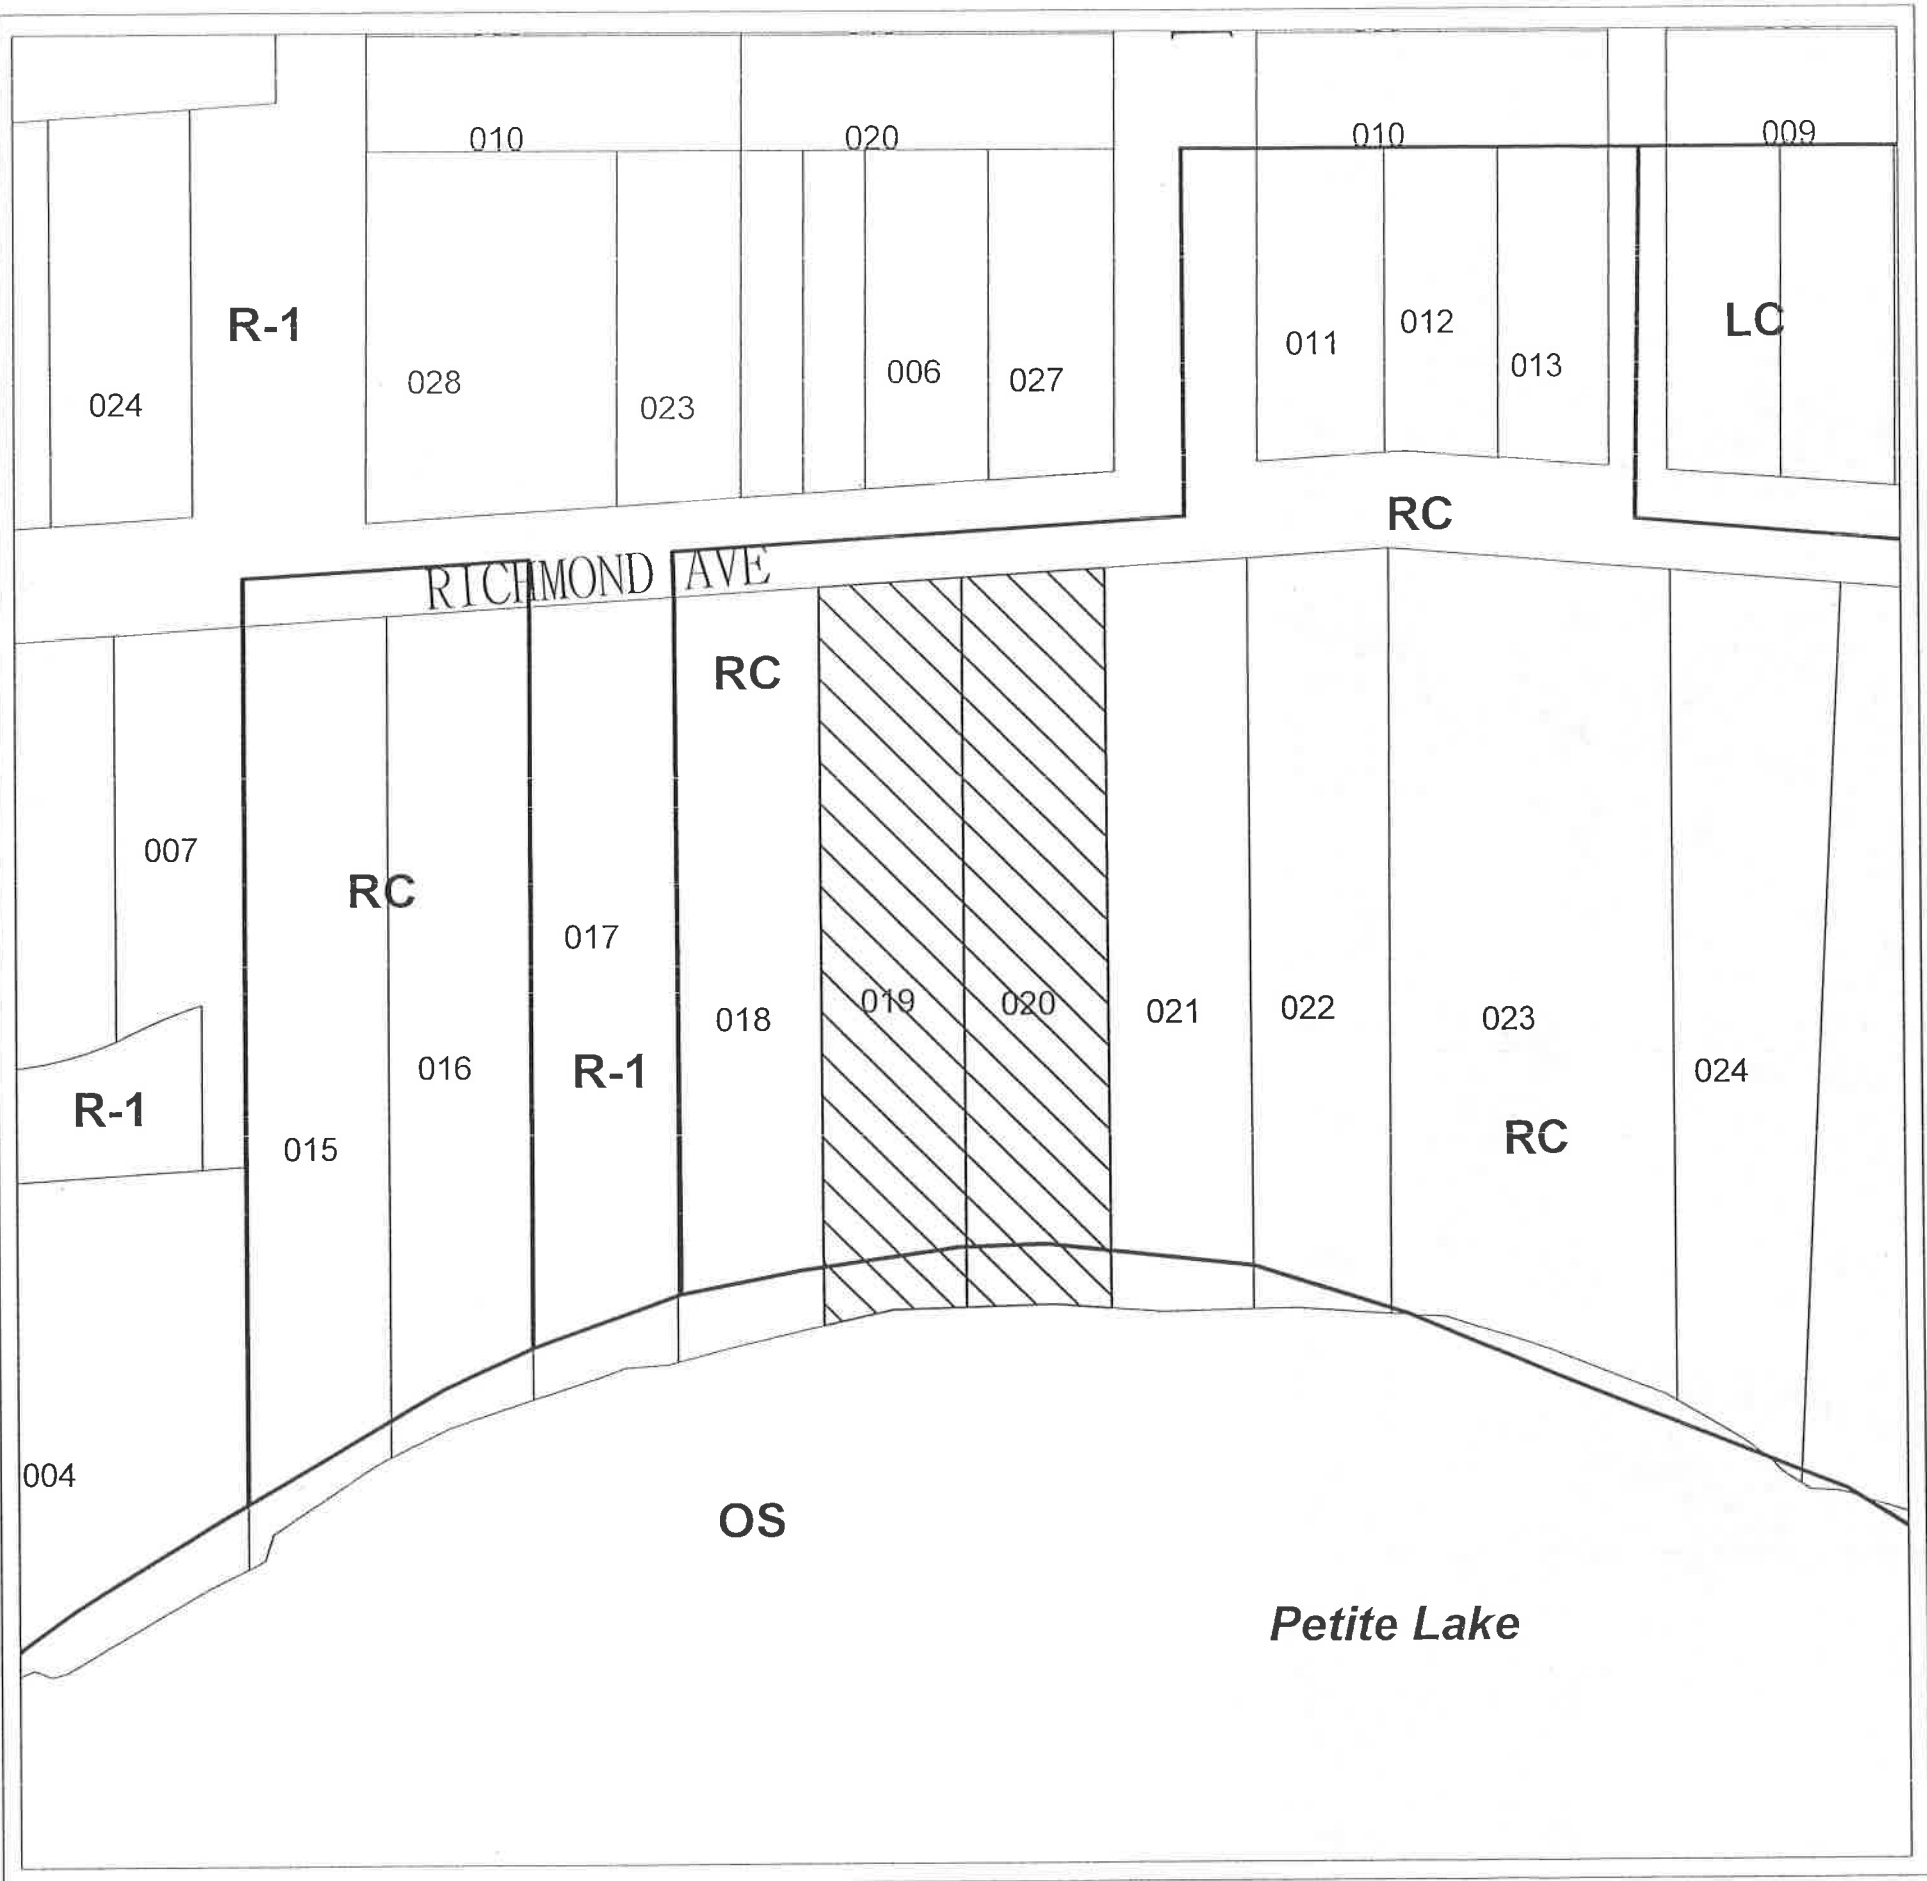 010 020 010 009
R-1 LC
011 012 013
028 006 027
024 023
RC
RICHMOND AVE
RC
007
RC
017
019 020 021 022 023
018
016 R-1 024
R-1
015 RC
004
OS
Petite Lake